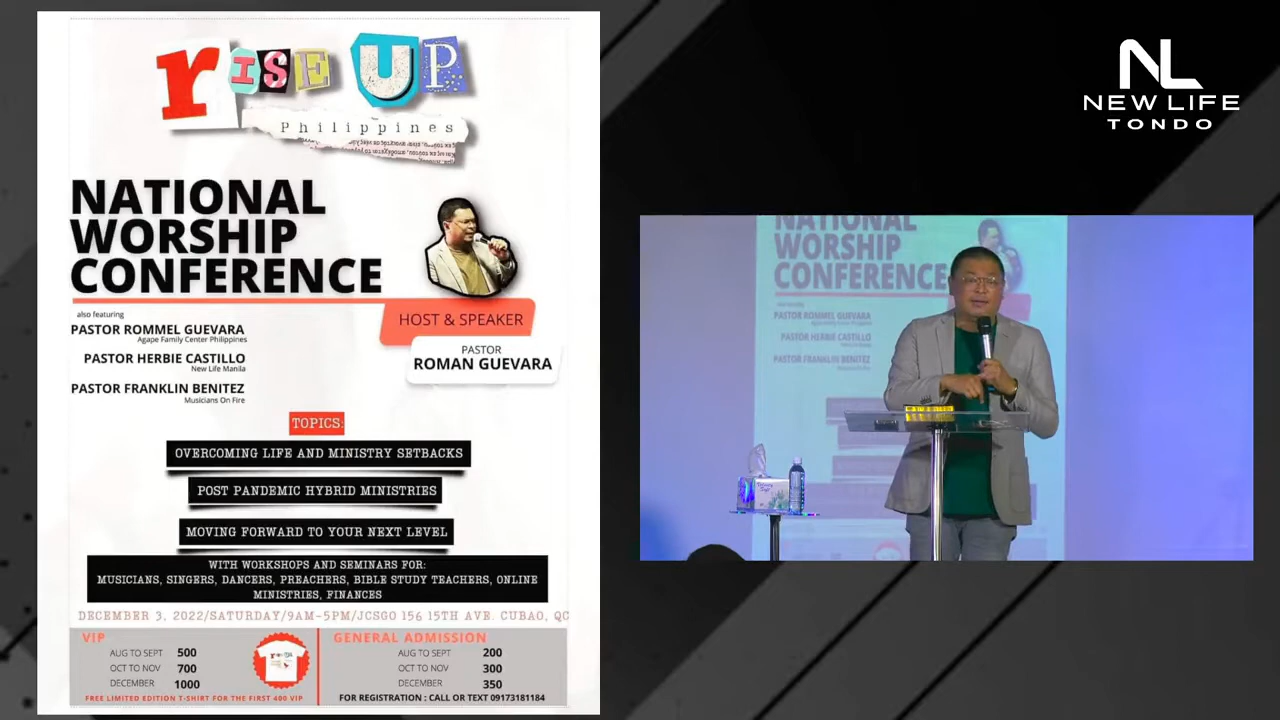 rISE UP
Philippines
NATIONAL
WORSHIP
CONFERENCE
also featuring
PASTOR ROMMEL GUEVARA
Agape Family Center Philippines
PASTOR HERBIE CASTILLO
New Life Manila
PASTOR FRANKLIN BENITEZ
Musicians On Fire
HOST & SPEAKER
PASTOR
ROMAN GUEVARA
TOPICS:
OVERCOMING LIFE AND MINISTRY SETBACKS
POST PANDEMIC HYBRID MINISTRIES
MOVING FORWARD TO YOUR NEXT LEVEL
WITH WORKSHOPS AND SEMINARS FOR:
MUSICIANS, SINGERS, DANCERS, PREACHERS, BIBLE STUDY TEACHERS, ONLINE
MINISTRIES, FINANCES
DECEMBER 3, 2022/SATURDAY/9AM-5PM/JCSGO 156 15TH AVE. CUBAO, QC
VIP
AUG TO SEPT 500
OCT TO NOV 700
DECEMBER 1000
FREE LIMITED EDITION T-SHIRT FOR THE FIRST 400 VIP
GENERAL ADMISSION
AUG TO SEPT 200
OCT TO NOV 300
DECEMBER 350
FOR REGISTRATION : CALL OR TEXT 09173181184
NL
NEW LIFE
TONDO
NATIONAL
WORSHIP
CONFERENCE
PASTOR ROMMEL GUEVARA
PASTOR HERBIE CASTILLO
PASTOR FRANKLIN BENITEZ